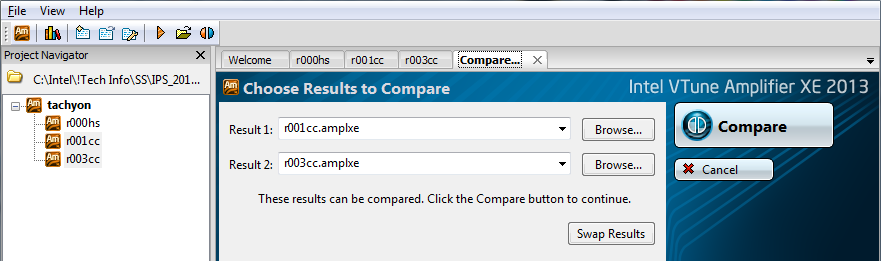 File View Help
Project Navigator
C:\Intel\!Tech Info\SS\IPS_201...
tachyon
r000hs
r001cc
r003cc
Welcome r000hs r001cc r003cc Compare...
Choose Results to Compare
Intel VTune Amplifier XE 2013
Result 1: r001cc.amplxe Browse...
Result 2: r003cc.amplxe Browse...
These results can be compared. Click the Compare button to continue.
Swap Results
Compare
Cancel